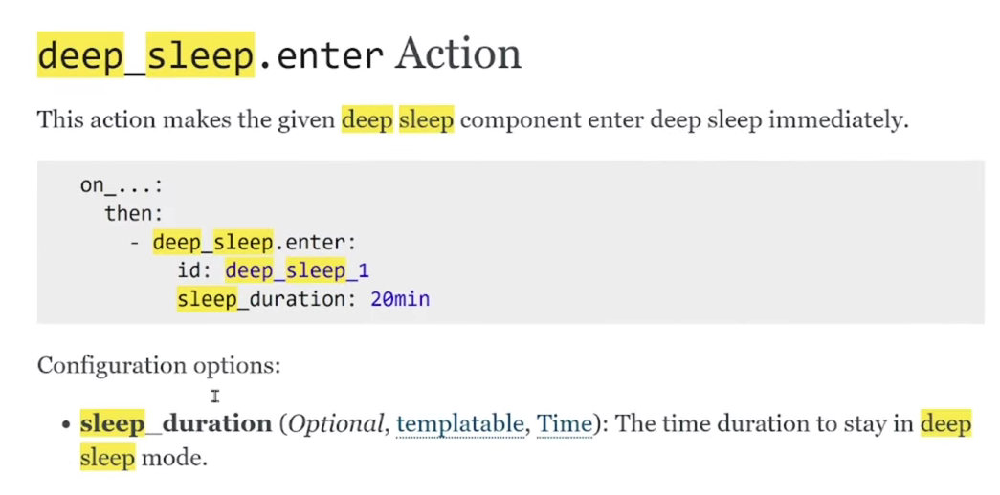 deep_sleep.enter Action
This action makes the given deep sleep component enter deep sleep immediately.
on_...:
then:
- deep_sleep.enter:
id: deep_sleep_1
sleep_duration: 20min
Configuration options:
• sleep_duration (Optional, templatable, Time): The time duration to stay in deep
sleep mode.